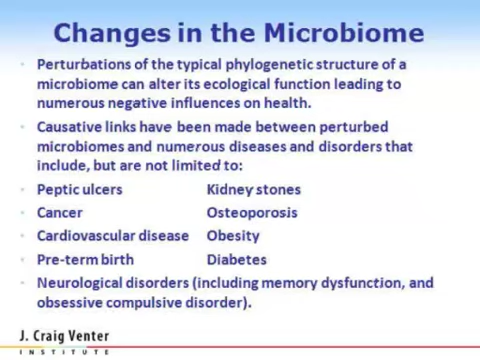 Changes in the Microbiome
Perturbations of the typical phylogenetic structure of a
microbiome can alter its ecological function leading to
numerous negative influences on health.
Causative links have been made between perturbed
microbiomes and numerous diseases and disorders that
include, but are not limited to:
Peptic ulcers Kidney stones
Cancer Osteoporosis
Cardiovascular disease Obesity
Pre-term birth Diabetes
Neurological disorders (including memory dysfunction, and
obsessive compulsive disorder).
J. Craig Venter
INSTITUTE